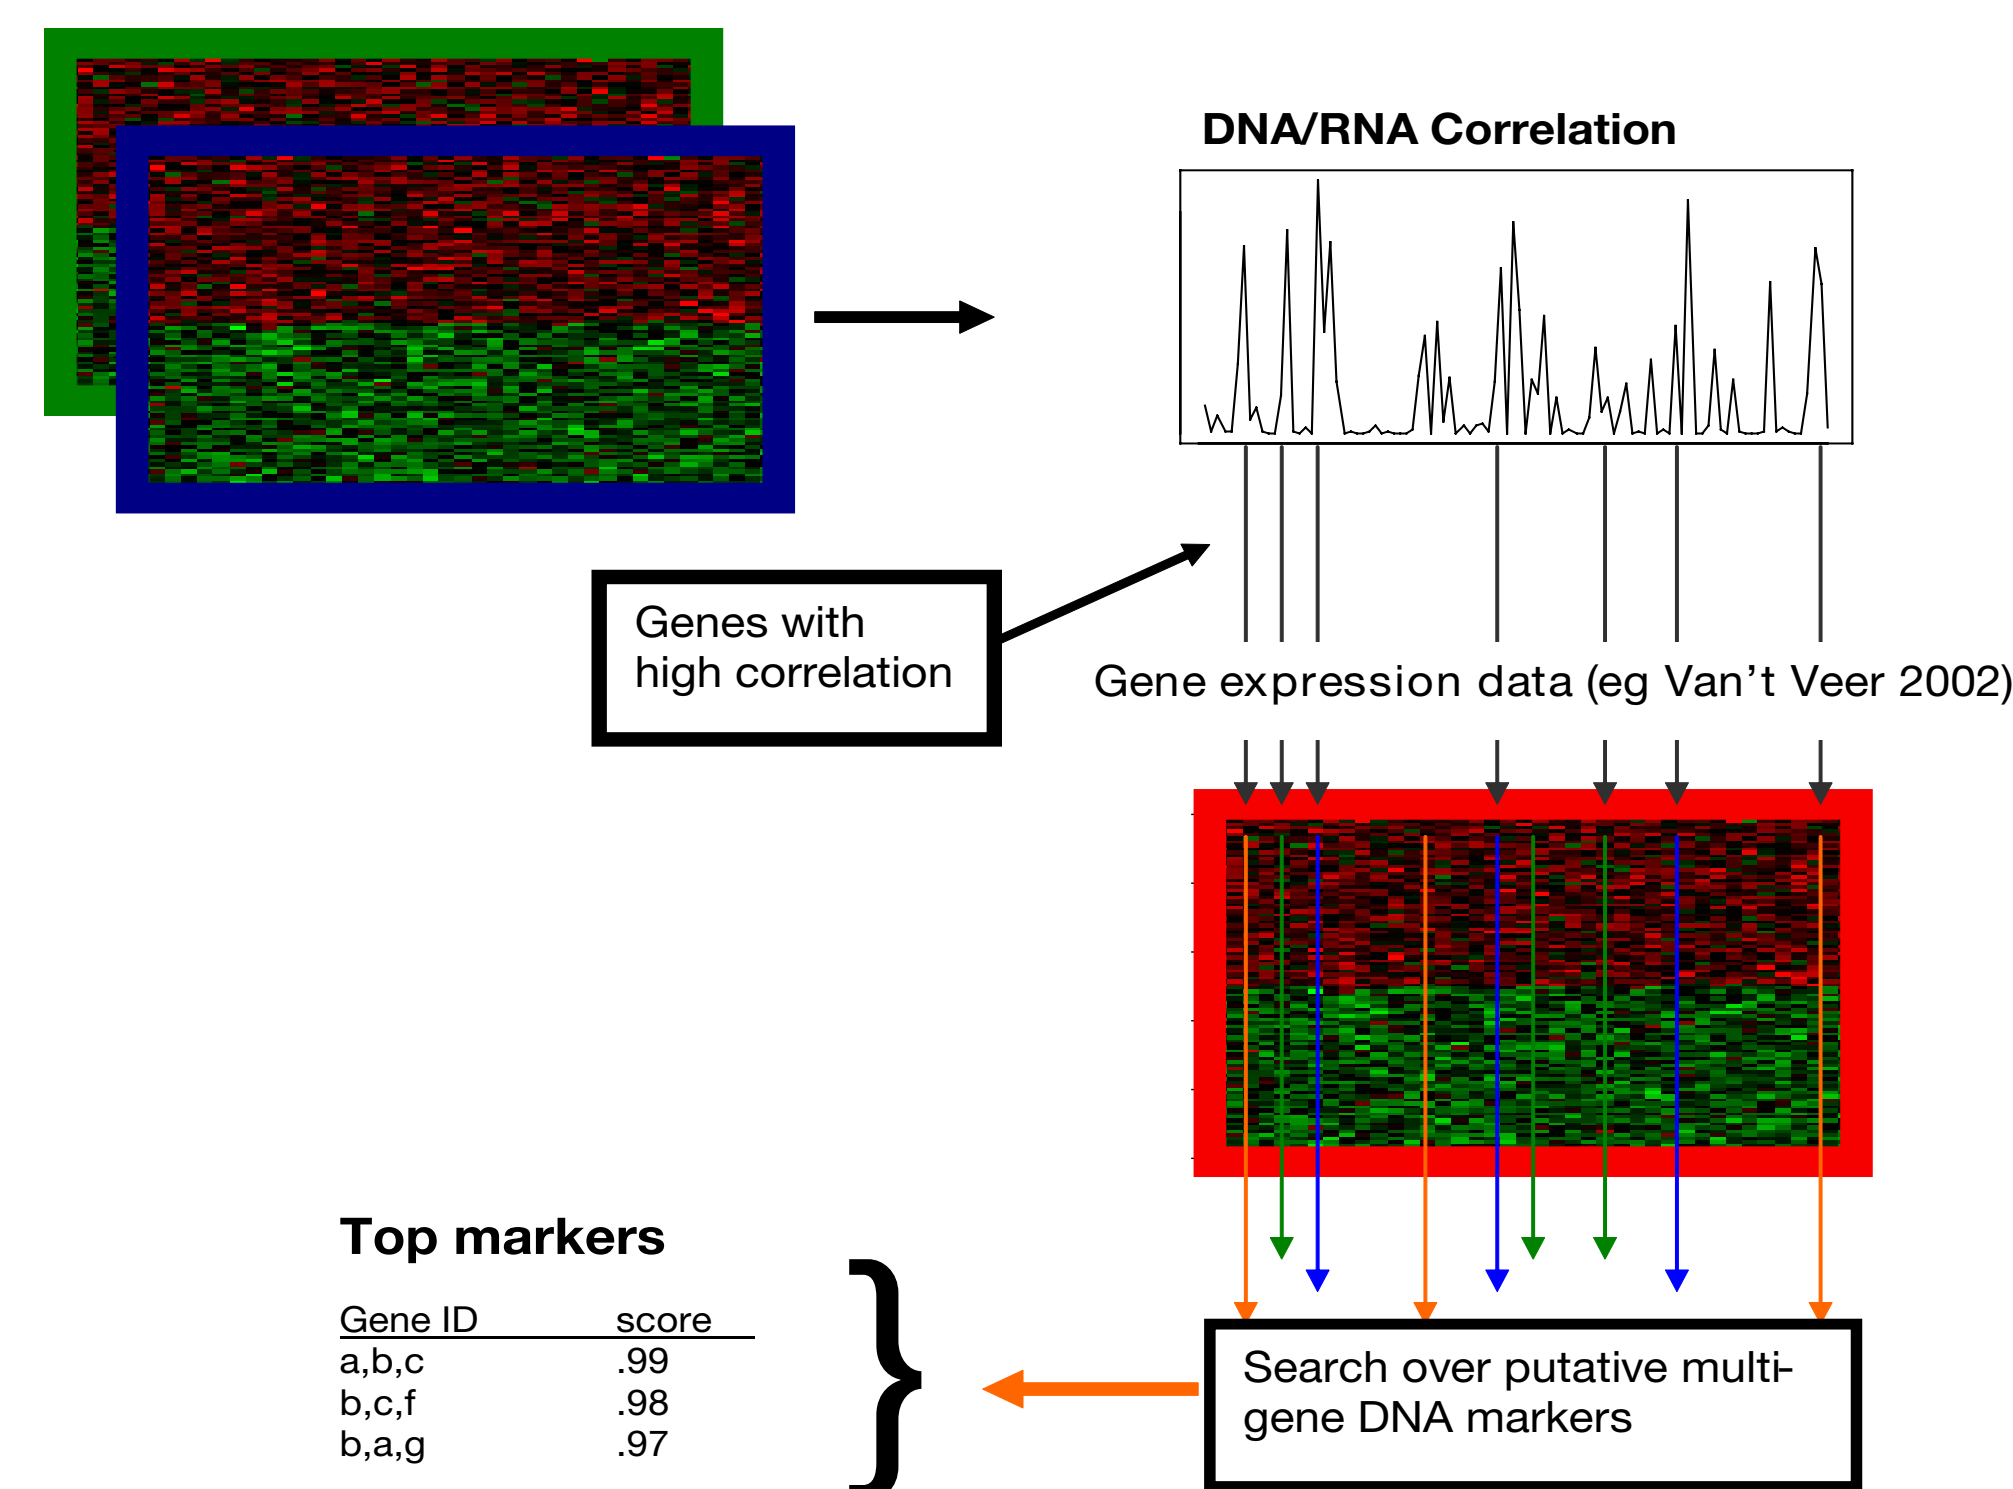 DNA/RNA Correlation
Genes with
high correlation
Gene expression data (eg Van’t Veer 2002)
Top markers
Gene ID score
a,b,c .99
b,c,f .98
b,a,g .97
}
Search over putative multi-
gene DNA markers